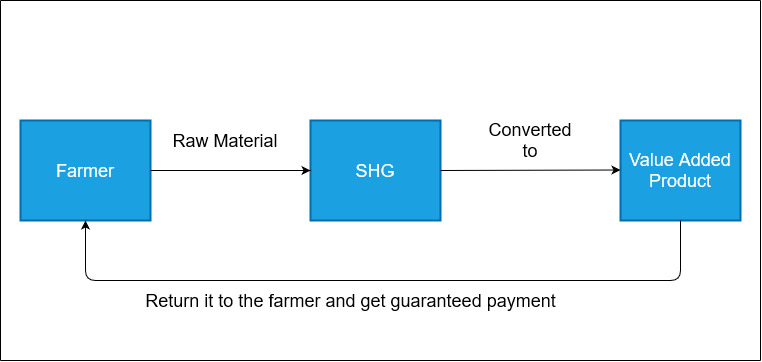 Farmer
Raw Material
SHG
Converted
to
Value Added
Product
Return it to the farmer and get guaranteed payment